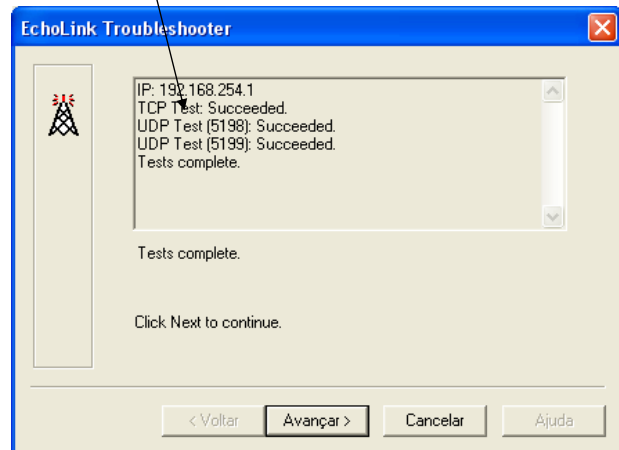 EchoLink Troubleshooter
IP: 192.168.254.1
TCP Test: Succeeded.
UDP Test (5198): Succeeded.
UDP Test (5199): Succeeded.
Tests complete.
Tests complete.
Click Next to continue.
< Voltar
Avançar >
Cancelar
Ajuda